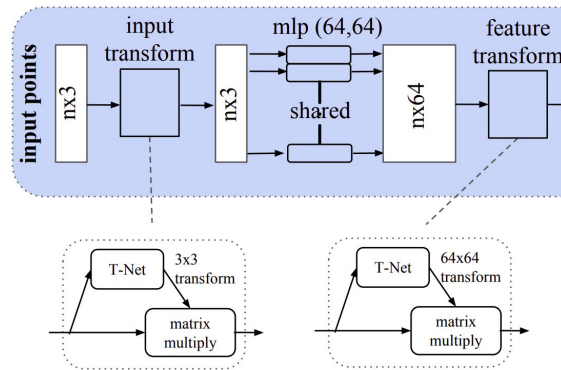 input points
nx3
input
transform
nx3
mlp (64,64)
shared
nx64
feature
transform
T-Net
3x3
transform
matrix
multiply
T-Net
64x64
transform
matrix
multiply